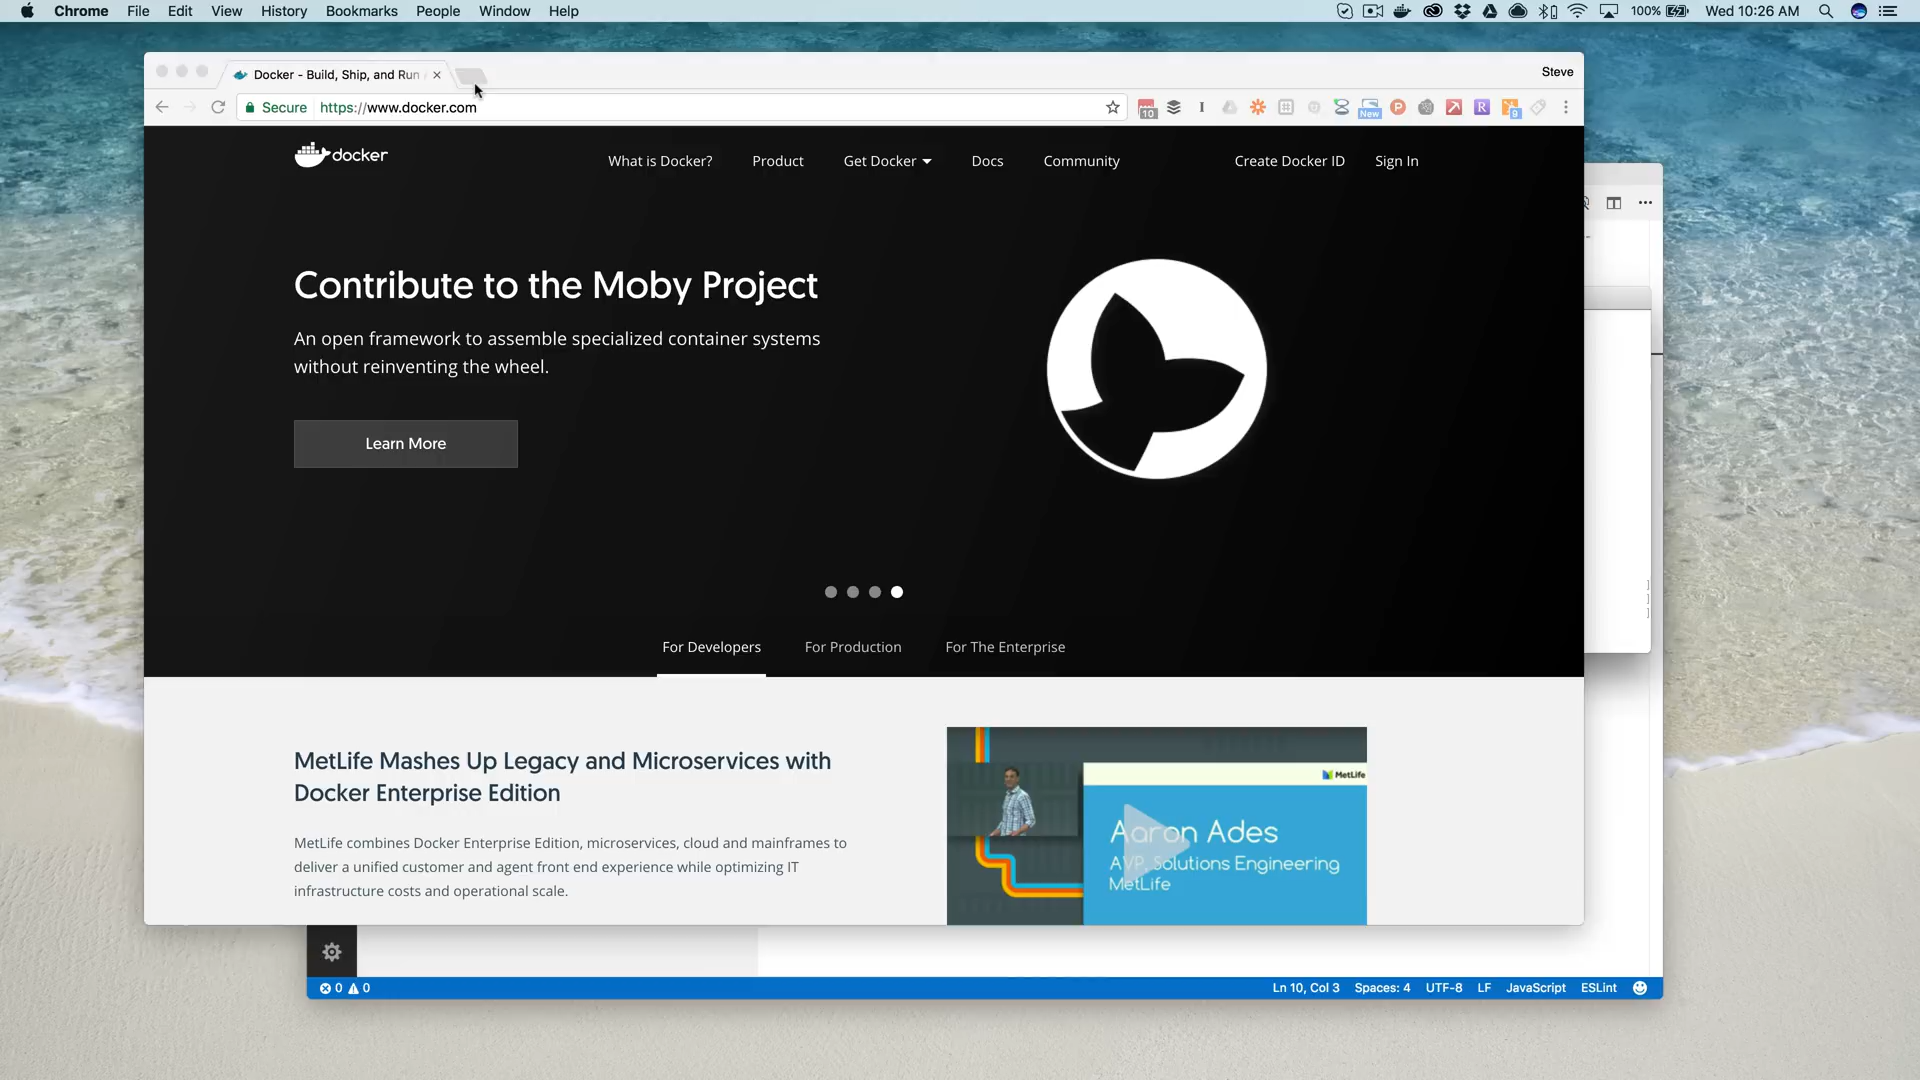 Chrome File Edit View History Bookmarks People Window Help
100% Wed 10:26 AM
Docker - Build, Ship, and Run
Steve
Secure https://www.docker.com
10 I New P R 9
docker
What is Docker? Product Get Docker Docs Community Create Docker ID Sign In
Contribute to the Moby Project
An open framework to assemble specialized container systems
without reinventing the wheel.
Learn More
For Developers For Production For The Enterprise
MetLife Mashes Up Legacy and Microservices with
Docker Enterprise Edition
MetLife combines Docker Enterprise Edition, microservices, cloud and mainframes to
deliver a unified customer and agent front end experience while optimizing IT
infrastructure costs and operational scale.
MetLife
Aaron Ades
AVP, Solutions Engineering
MetLife
0 0 Ln 10, Col 3 Spaces: 4 UTF-8 LF JavaScript ESLint